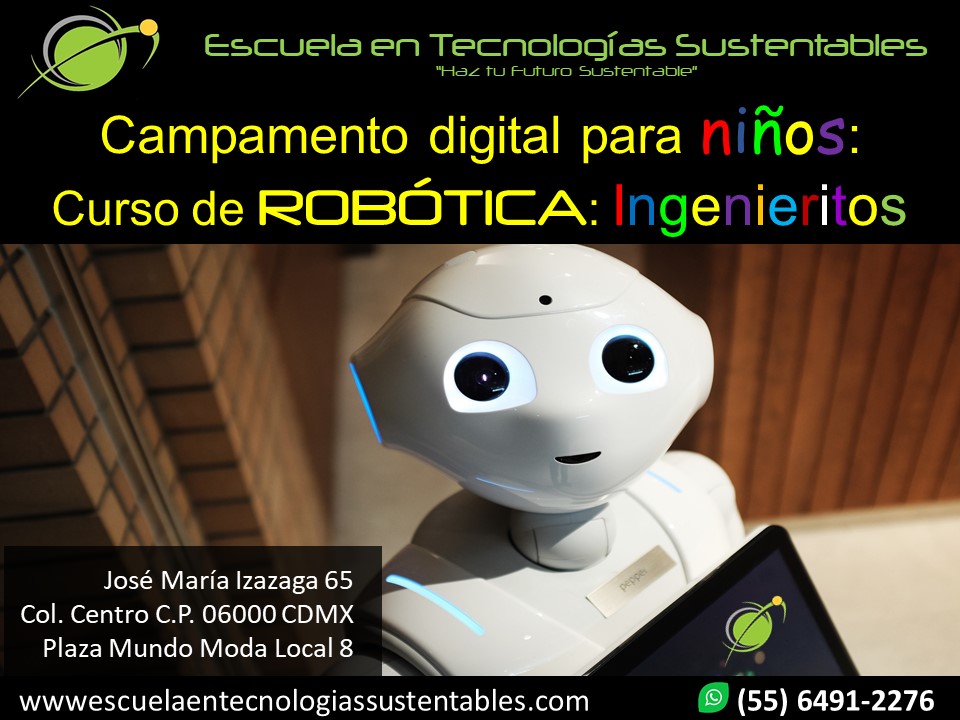 Escuela en Tecnologías Sustentables
"Haz tu Futuro Sustentable"
Campamento digital para niños:
Curso de ROBÓTICA: Ingenieritos
pepper
José María Izazaga 65
Col. Centro C.P. 06000 CDMX
Plaza Mundo Moda Local 8
wwwescuelaentecnologiassustentables.com
(55) 6491-2276